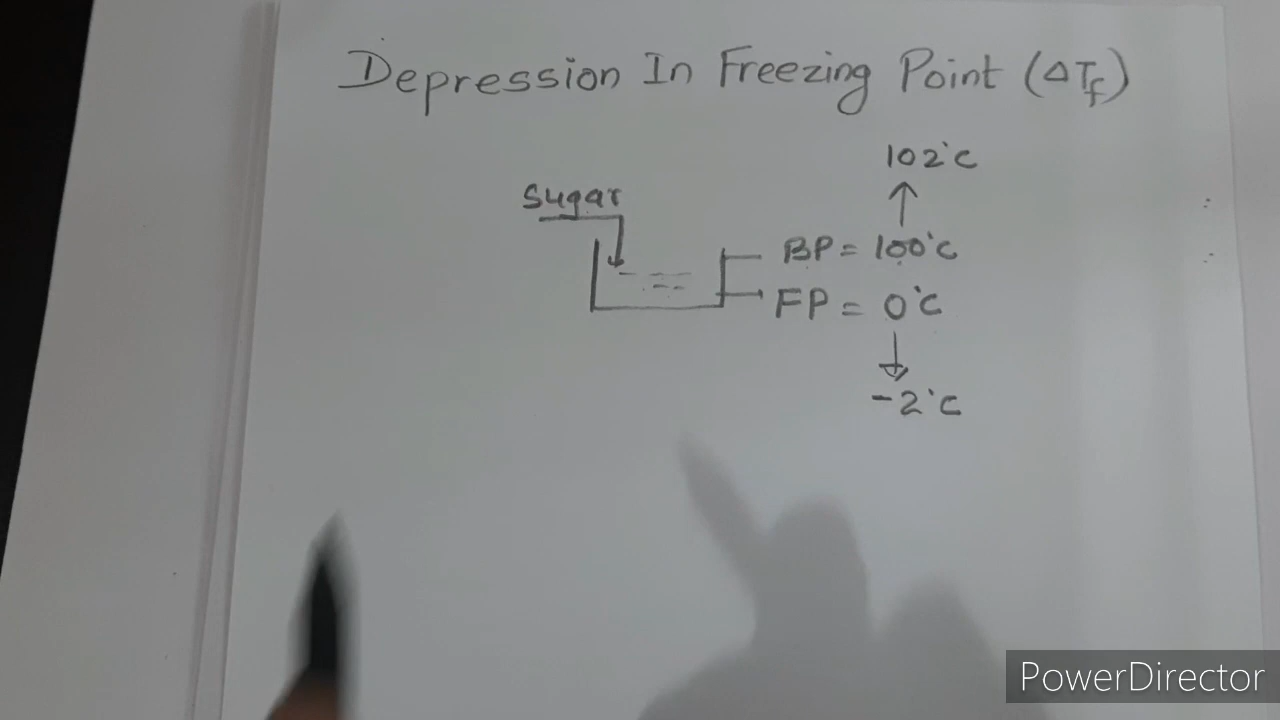 Depression In Freezing Point (ΔTf)
102°C
Sugar
BP = 100°C
FP = 0°C
-2°C
PowerDirector